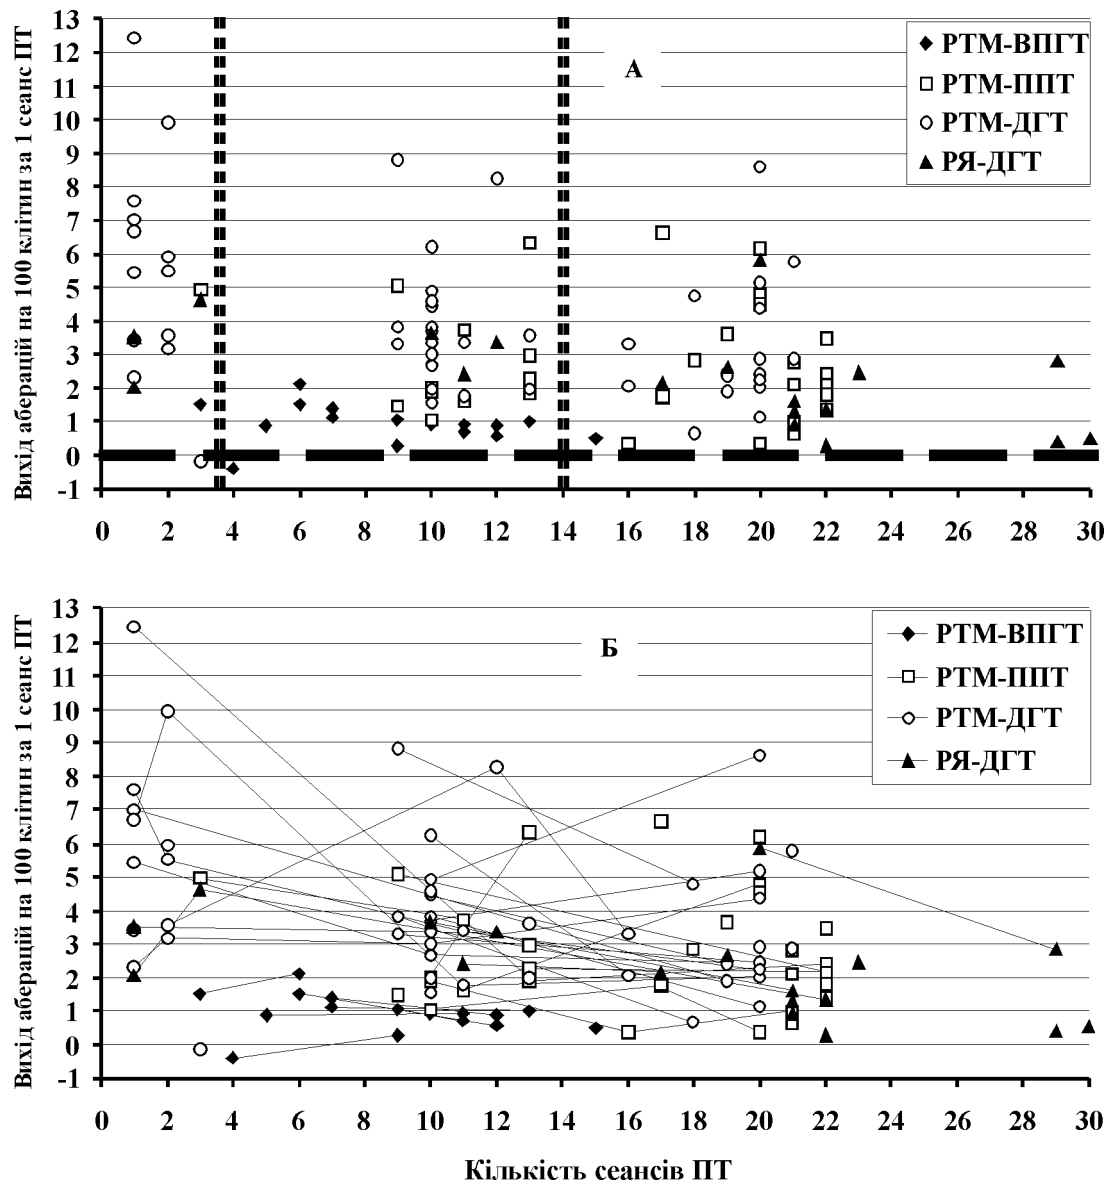 Вихід аберацій на 100 клітин за 1 сеанс ПТ
13
12
11
10
9
8
7
6
5
4
3
2
1
0
-1
А
РТМ-ВПГТ
РТМ-ППТ
РТМ-ДГТ
РЯ-ДГТ
0 2 4 6 8 10 12 14 16 18 20 22 24 26 28 30
Вихід аберацій на 100 клітин за 1 сеанс ПТ
13
12
11
10
9
8
7
6
5
4
3
2
1
0
-1
Б
РТМ-ВПГТ
РТМ-ППТ
РТМ-ДГТ
РЯ-ДГТ
0 2 4 6 8 10 12 14 16 18 20 22 24 26 28 30
Кількість сеансів ПТ